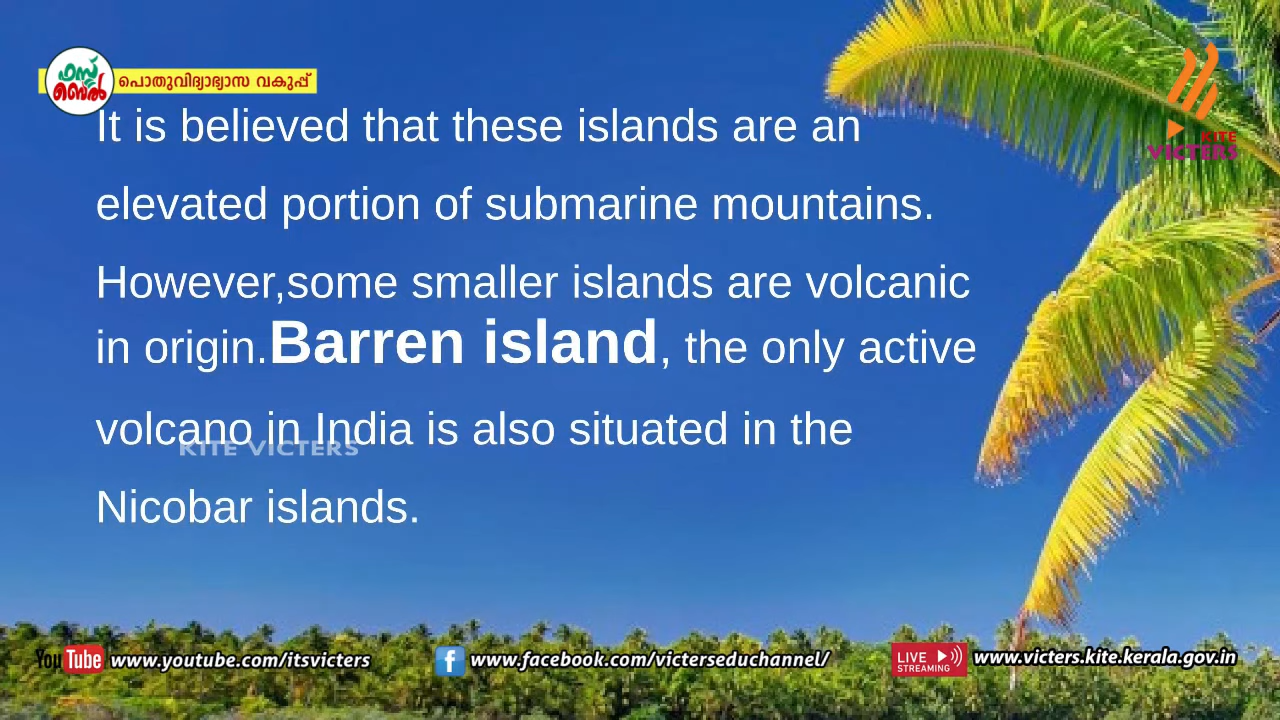 ഫസ്റ്റ്
ബെൽ
പൊതുവിദ്യാഭ്യാസ വകുപ്പ്
KITE
VICTERS
It is believed that these islands are an
elevated portion of submarine mountains.
However,some smaller islands are volcanic
in origin.Barren island, the only active
volcano in India is also situated in the
KITE VICTERS
Nicobar islands.
YouTube www.youtube.com/itsvicters
f www.facebook.com/victerseduchannel/
LIVE STREAMING www.victers.kite.kerala.gov.in